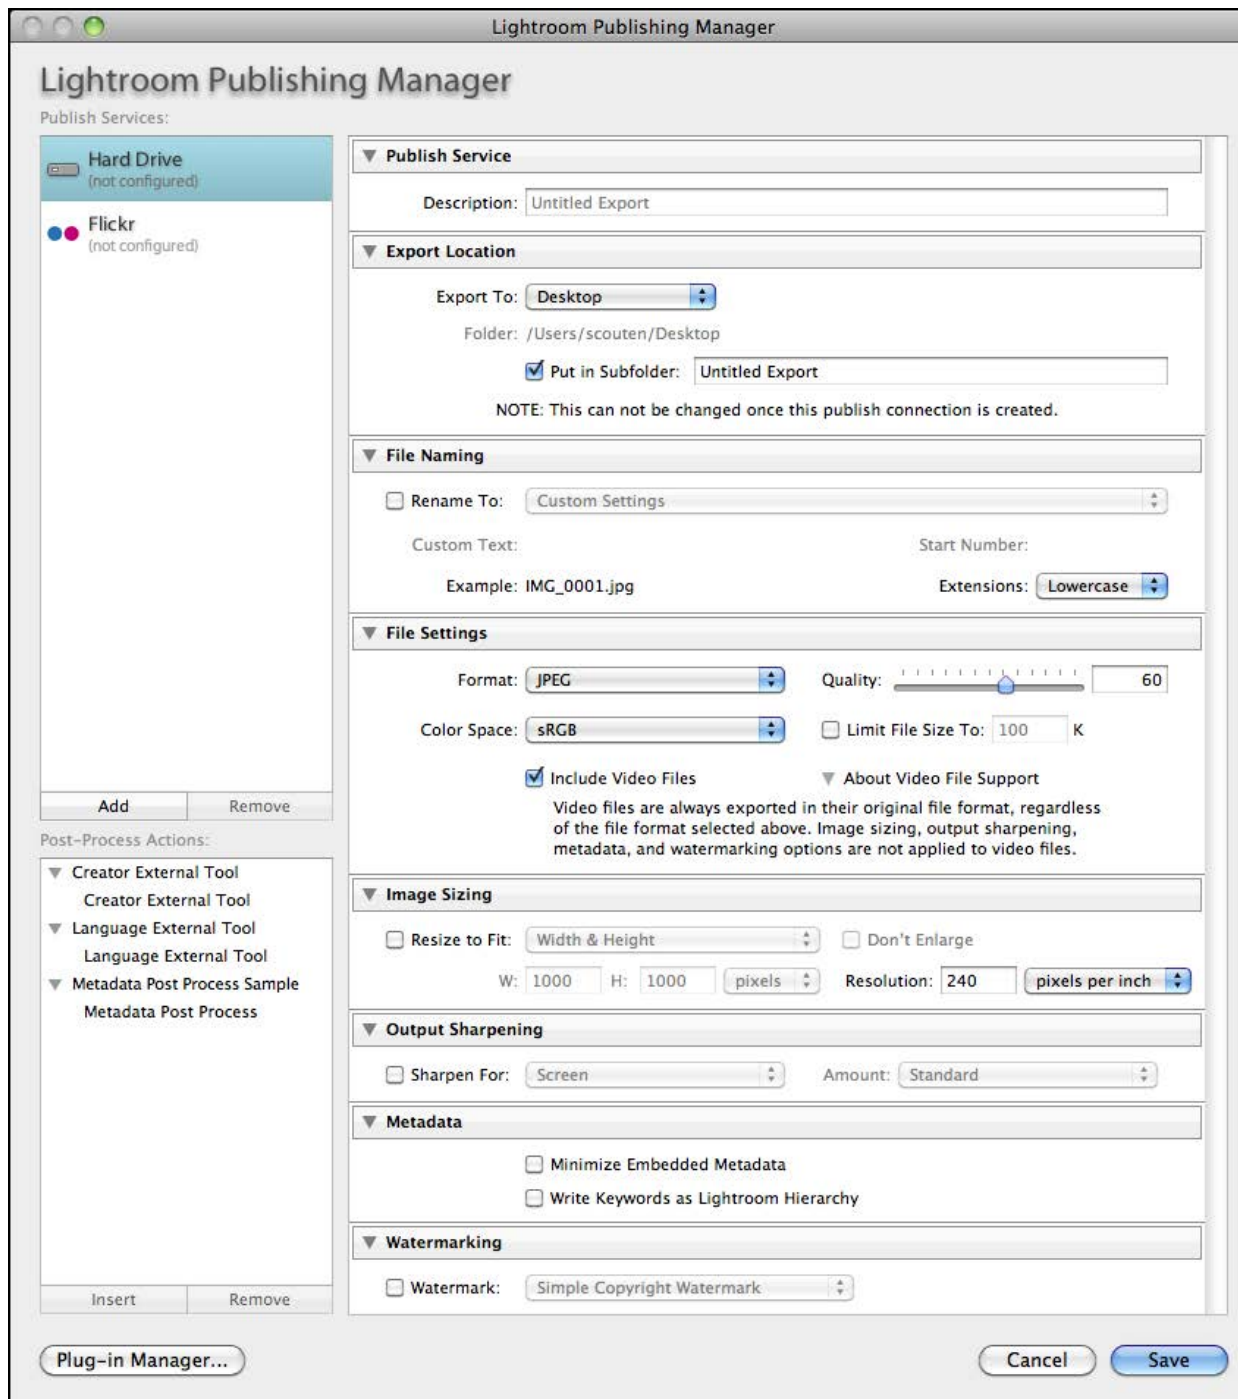 Lightroom Publishing Manager
Lightroom Publishing Manager
Publish Services:
Hard Drive
(not configured)
Flickr
(not configured)
Add Remove
Post-Process Actions:
Creator External Tool
Creator External Tool
Language External Tool
Language External Tool
Metadata Post Process Sample
Metadata Post Process
Insert Remove
Publish Service
Description: Untitled Export
Export Location
Export To: Desktop
Folder: /Users/scouten/Desktop
Put in Subfolder: Untitled Export
NOTE: This can not be changed once this publish connection is created.
File Naming
Rename To: Custom Settings
Custom Text: Start Number:
Example: IMG_0001.jpg Extensions: Lowercase
File Settings
Format: JPEG Quality: 60
Color Space: sRGB Limit File Size To: 100 K
Include Video Files About Video File Support
Video files are always exported in their original file format, regardless
of the file format selected above. Image sizing, output sharpening,
metadata, and watermarking options are not applied to video files.
Image Sizing
Resize to Fit: Width & Height Don't Enlarge
W: 1000 H: 1000 pixels Resolution: 240 pixels per inch
Output Sharpening
Sharpen For: Screen Amount: Standard
Metadata
Minimize Embedded Metadata
Write Keywords as Lightroom Hierarchy
Watermarking
Watermark: Simple Copyright Watermark
Plug-in Manager... Cancel Save